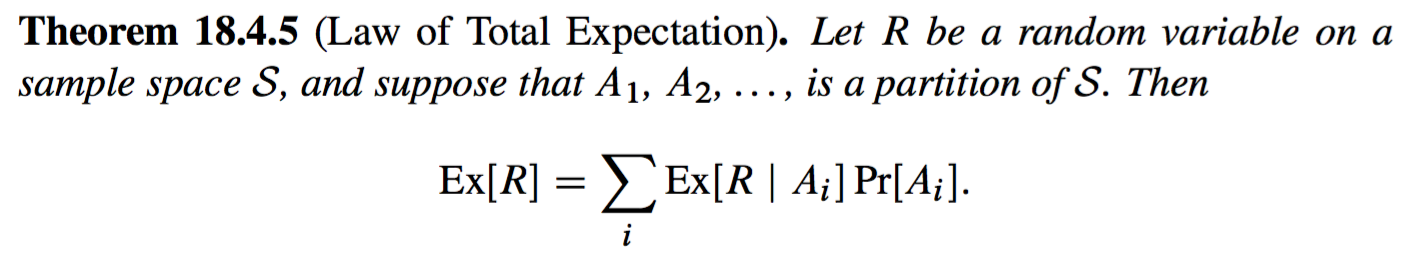 Theorem 18.4.5 (Law of Total Expectation). Let R be a random variable on a
sample space S, and suppose that A₁, A₂, ..., is a partition of S. Then
Ex[R] = ∑ Ex[R | Aᵢ] Pr[Aᵢ].
i